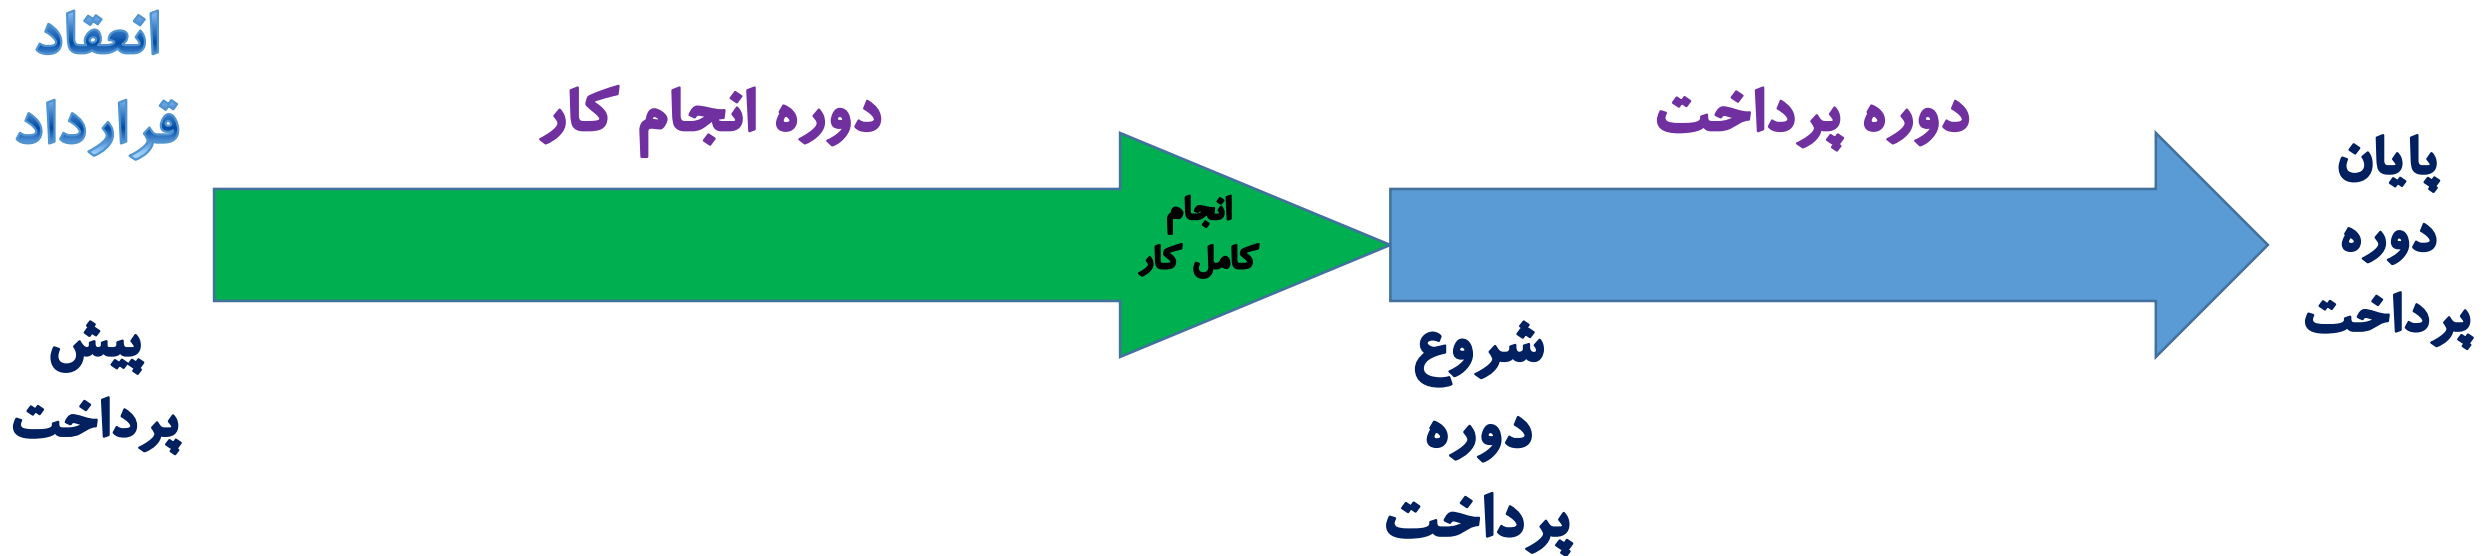 انعقاد
قرارداد
دوره انجام کار
دوره پرداخت
انجام
کامل کار
پایان
دوره
پرداخت
پیش
پرداخت
شروع
دوره
پرداخت